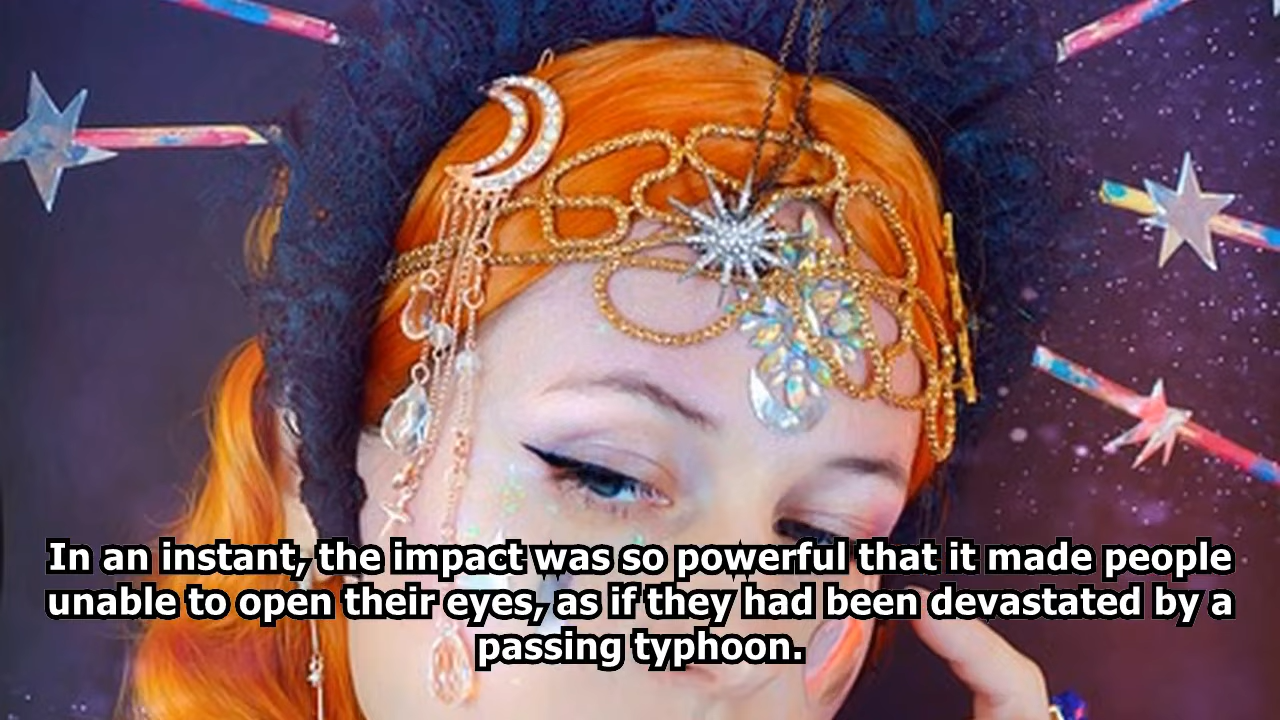 In an instant, the impact was so powerful that it made people
unable to open their eyes, as if they had been devastated by a
passing typhoon.